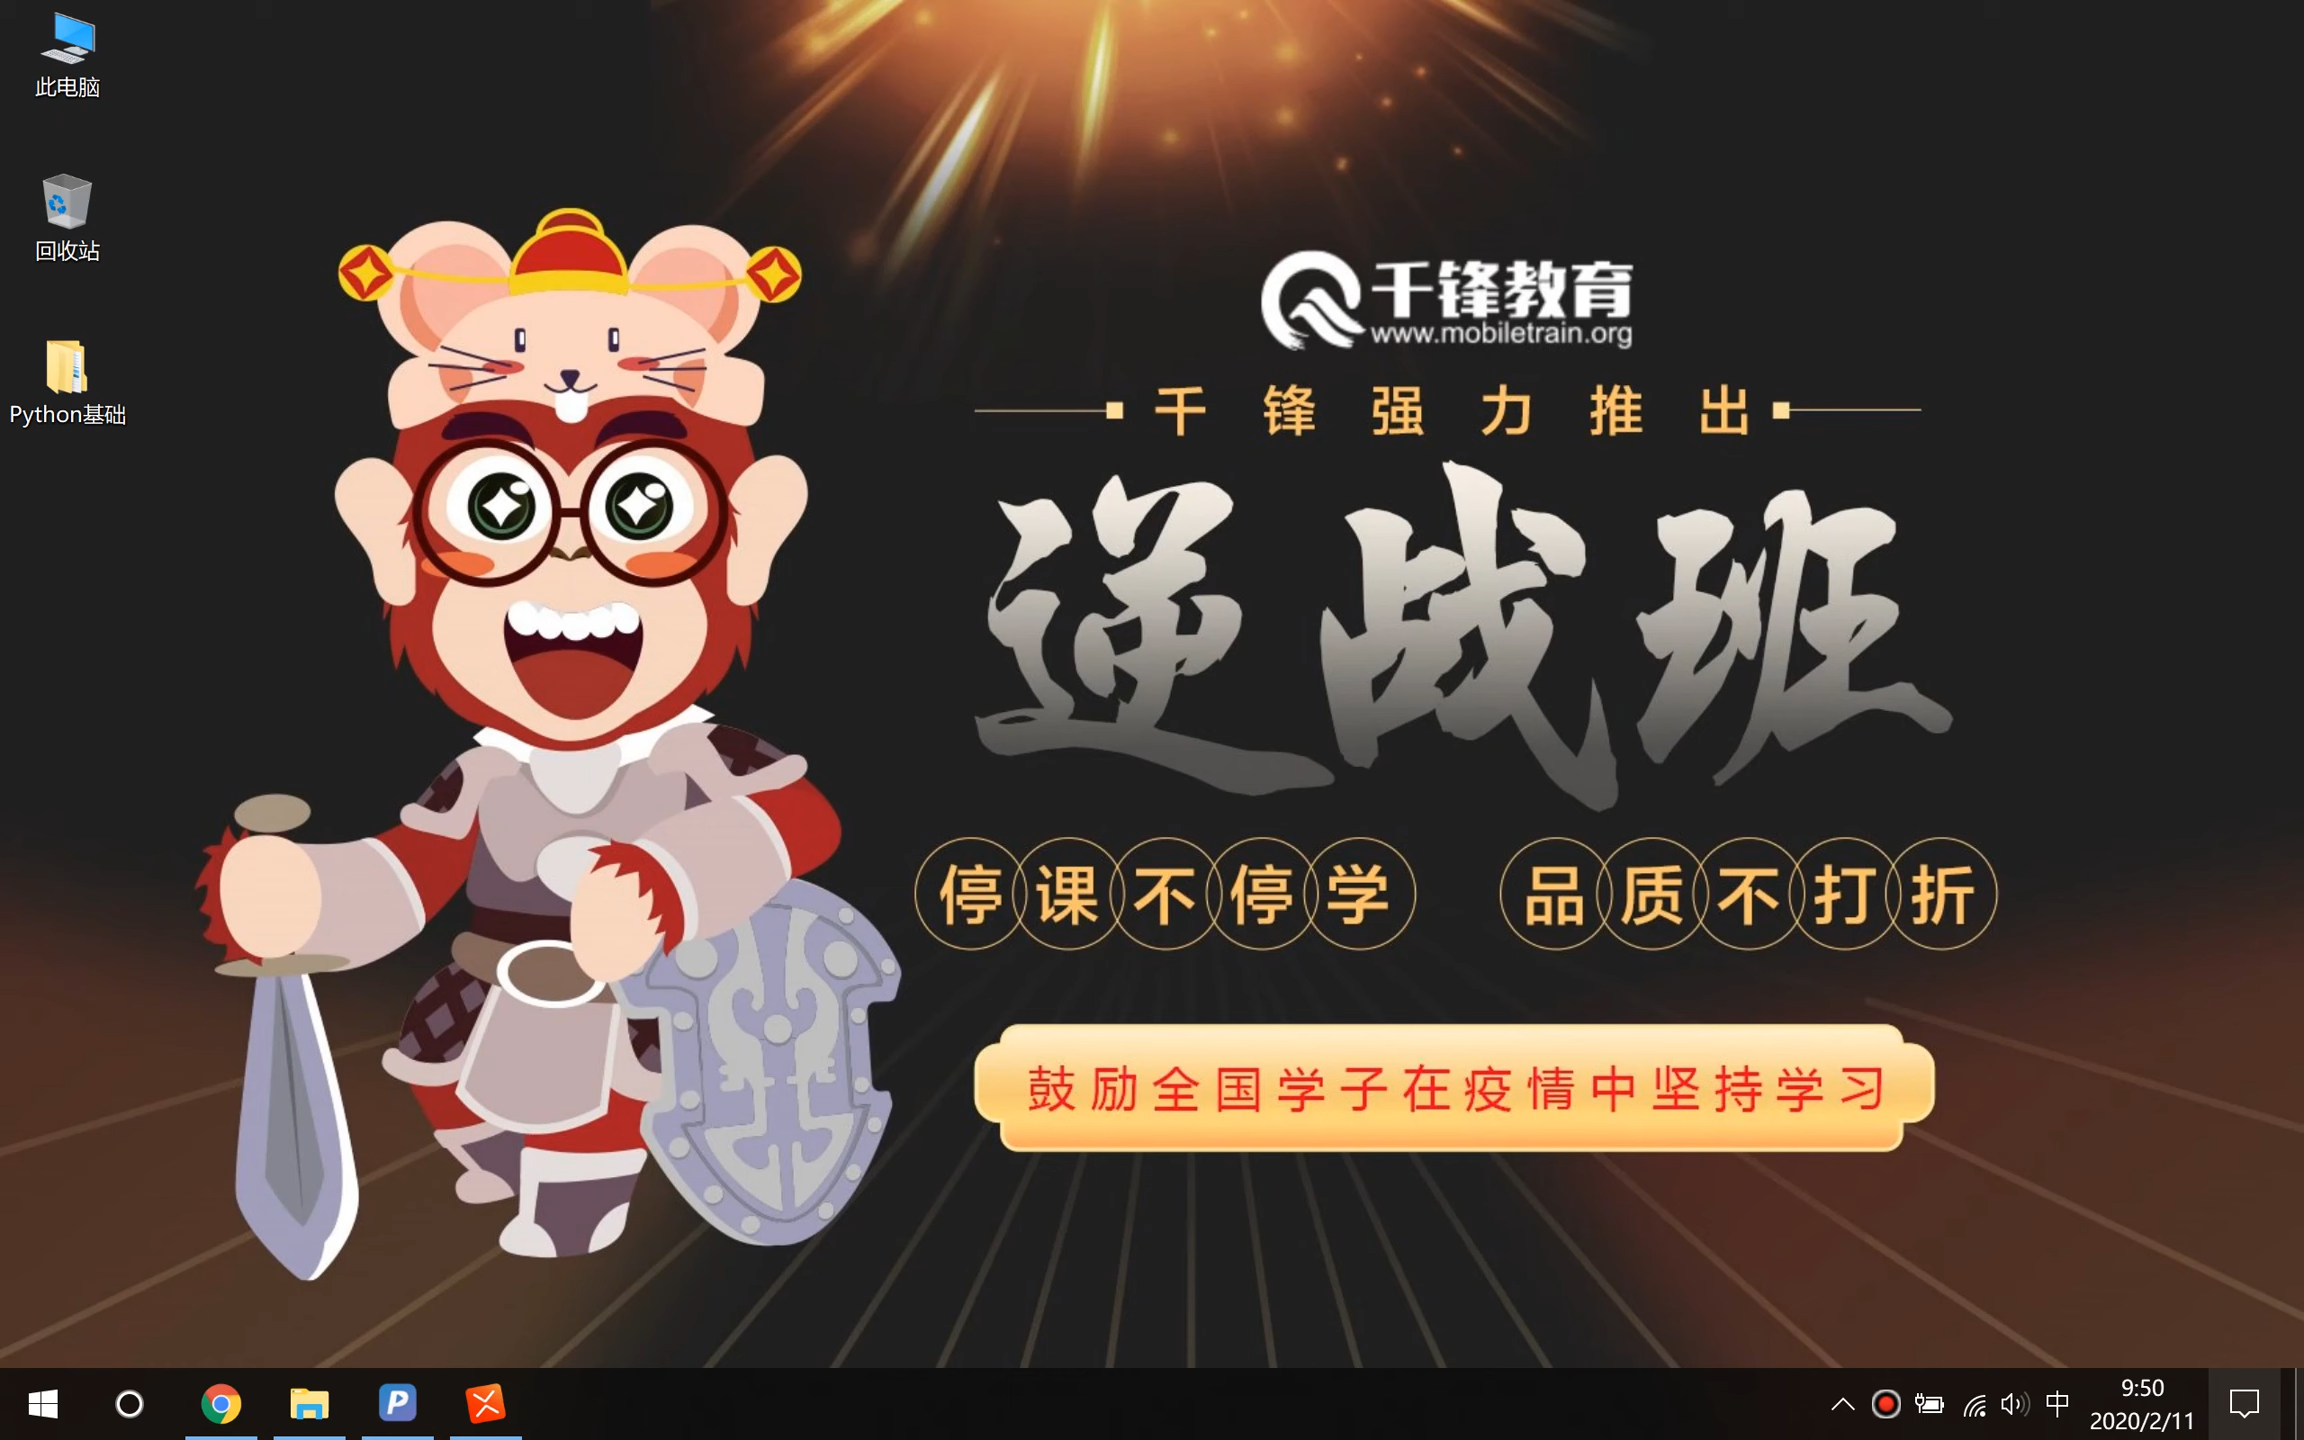 此电脑
回收站
Python基础
千锋教育
www.mobiletrain.org
千锋强力推出
逆战班
停课不停学 品质不打折
鼓励全国学子在疫情中坚持学习
中
9:50
2020/2/11